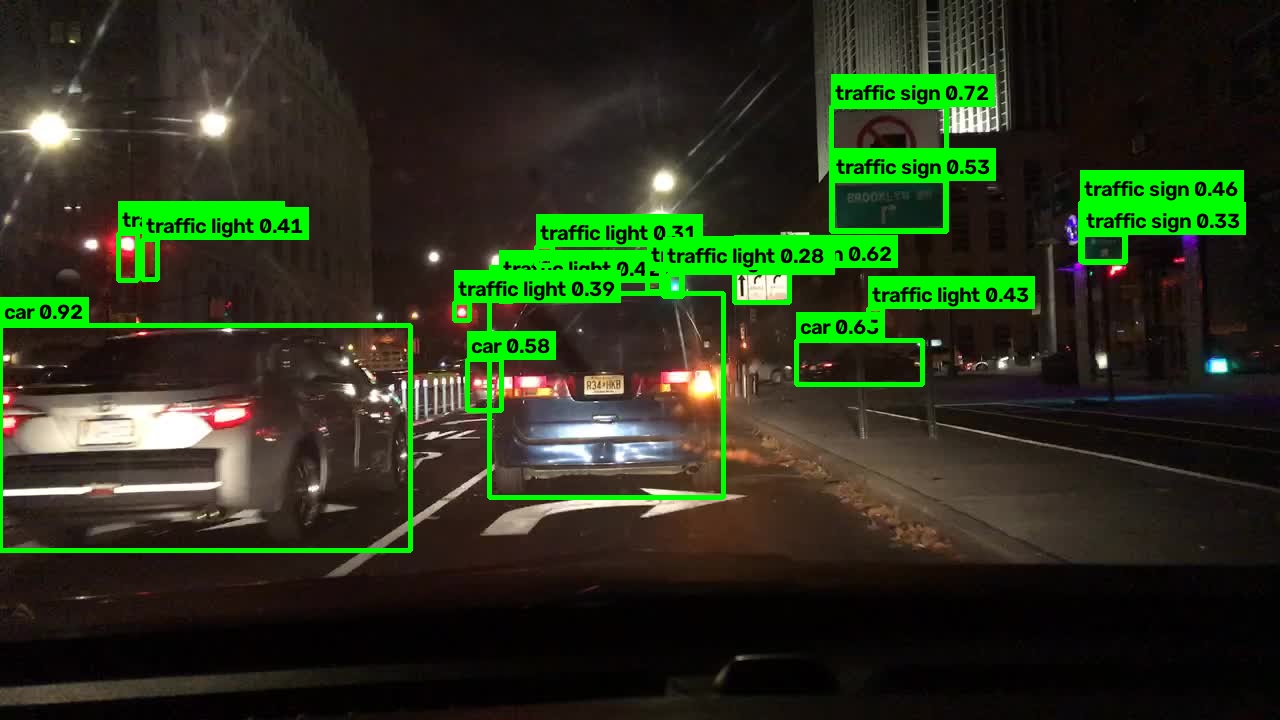 traffic sign 0.72
traffic sign 0.53
BROOKLYN
traffic sign 0.46
traffic sign 0.33
traffic light 0.41
traffic light 0.31
traffic light 0.28
0.62
traffic light 0.39
traffic light 0.43
car 0.92
car 0.58
car
R34 HKB